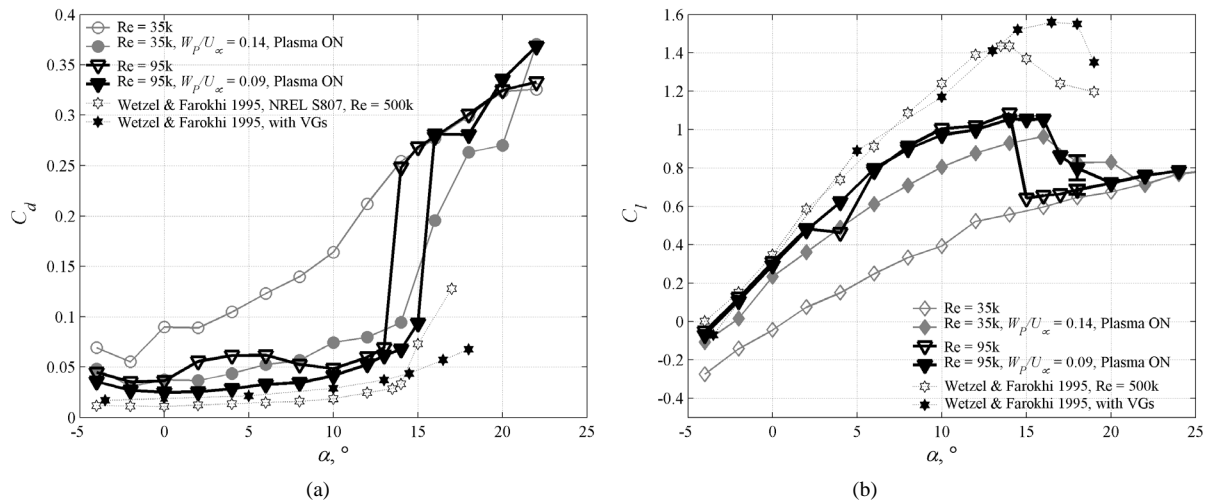 0.4
0.35
0.3
0.25
0.2
0.15
0.1
0.05
0
C_d
Re = 35k
Re = 35k, W_P/U_∝ = 0.14, Plasma ON
Re = 95k
Re = 95k, W_P/U_∝ = 0.09, Plasma ON
Wetzel & Farokhi 1995, NREL S807, Re = 500k
Wetzel & Farokhi 1995, with VGs
-5 0 5 10 15 20 25
α, °
(a)
1.6
1.4
1.2
1
0.8
0.6
0.4
0.2
0
-0.2
-0.4
C_l
Re = 35k
Re = 35k, W_P/U_∝ = 0.14, Plasma ON
Re = 95k
Re = 95k, W_P/U_∝ = 0.09, Plasma ON
Wetzel & Farokhi 1995, Re = 500k
Wetzel & Farokhi 1995, with VGs
-5 0 5 10 15 20 25
α, °
(b)